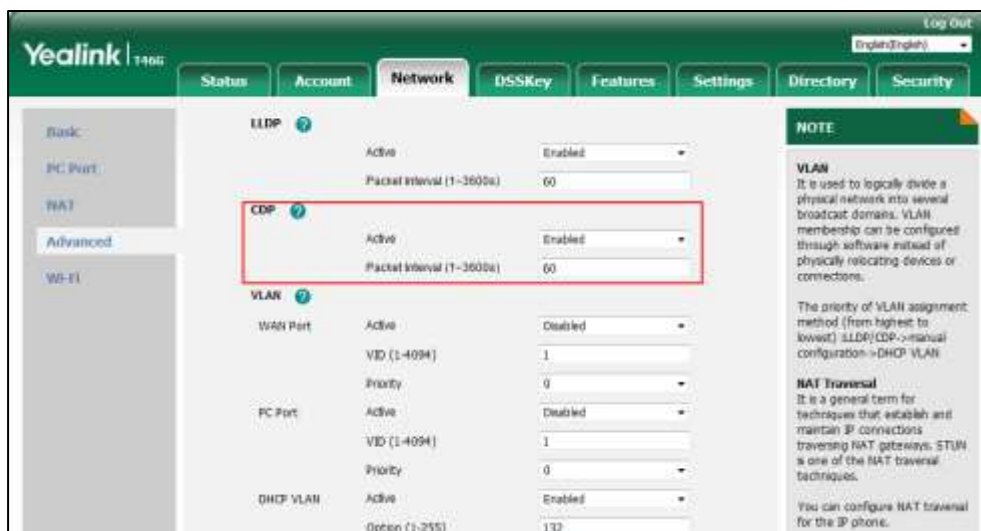 Log Out
English(English)
Yealink T46G
Status Account Network DSSKey Features Settings Directory Security
Basic
PC Port
NAT
Advanced
Wi-Fi
LLDP
Active Enabled
Packet Interval (1~3600s) 60
CDP
Active Enabled
Packet Interval (1~3600s) 60
VLAN
WAN Port Active Disabled
VID (1-4094) 1
Priority 0
PC Port Active Disabled
VID (1-4094) 1
Priority 0
DHCP VLAN Active Enabled
Option (1-255) 132
NOTE
VLAN
It is used to logically divide a
physical network into several
broadcast domains. VLAN
membership can be configured
through software instead of
physically relocating devices or
connections.
The priority of VLAN assignment
method (from highest to
lowest) :LLDP/CDP->manual
configuration->DHCP VLAN
NAT Traversal
It is a general term for
techniques that establish and
maintain IP connections
traversing NAT gateways. STUN
is one of the NAT traversal
techniques.
You can configure NAT traversal
for the IP phone.